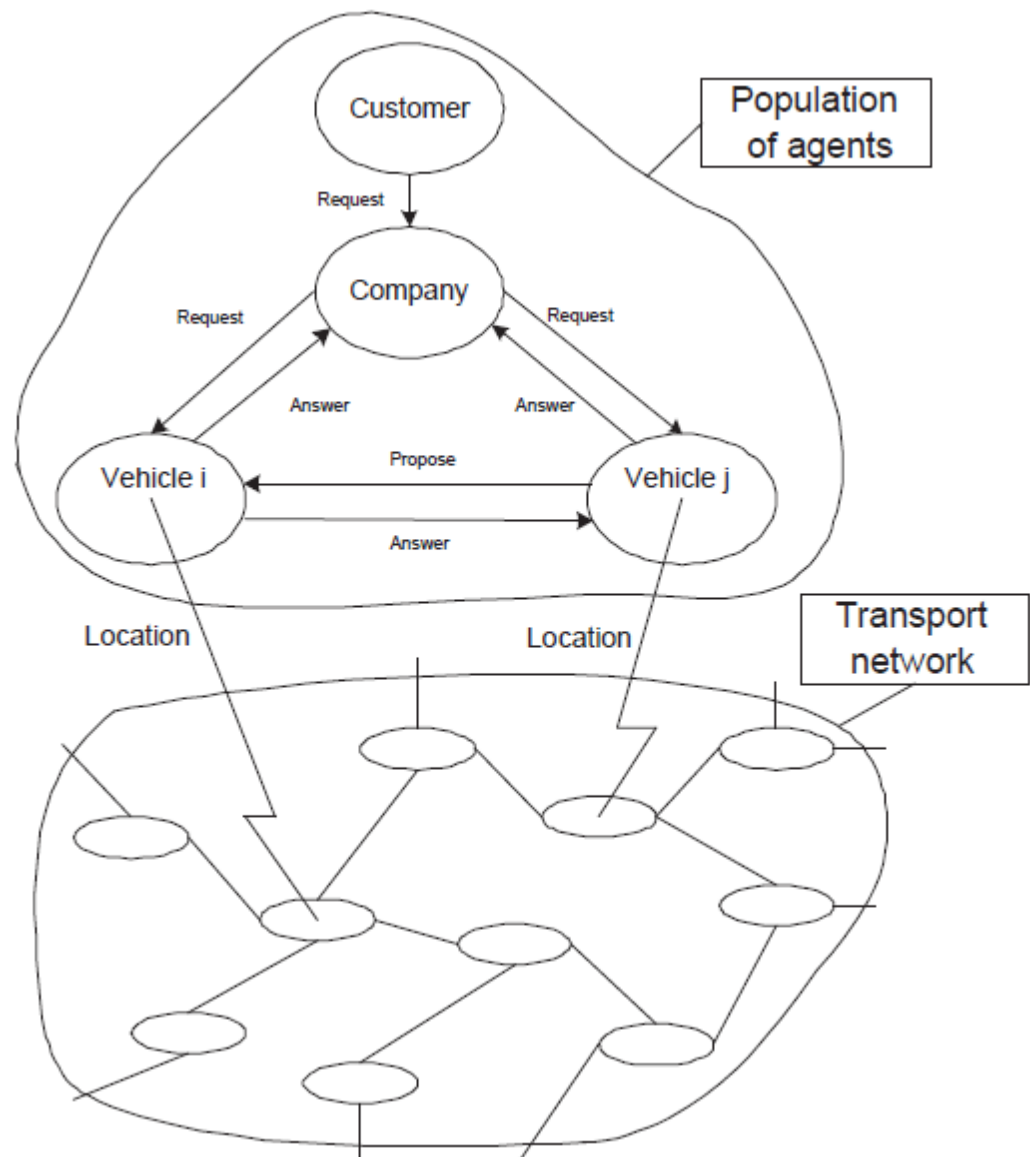 Customer
Population
of agents
Request
Company
Request
Request
Answer
Answer
Vehicle i
Propose
Vehicle j
Answer
Location
Location
Transport
network